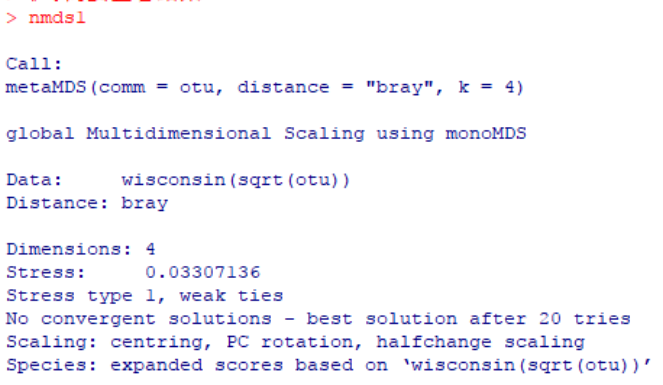 > nmds1
Call:
metaMDS(comm = otu, distance = "bray", k = 4)
global Multidimensional Scaling using monoMDS
Data:     wisconsin(sqrt(otu))
Distance: bray
Dimensions: 4
Stress:     0.03307136
Stress type 1, weak ties
No convergent solutions - best solution after 20 tries
Scaling: centring, PC rotation, halfchange scaling
Species: expanded scores based on ‘wisconsin(sqrt(otu))’